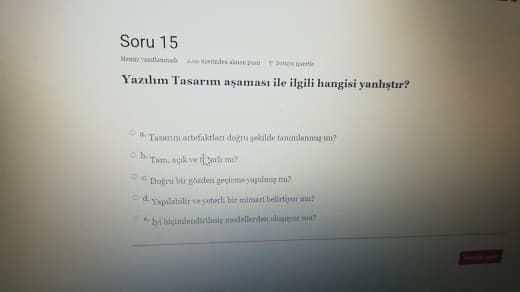 Soru 15
Henüz yanıtlanmadı 1,00 üzerinden alınan puan Soruyu işaretle
Yazılım Tasarım aşaması ile ilgili hangisi yanlıştır?
a. Tasarım artefaktları doğru şekilde tanımlanmış mı?
b. Tam, açık ve tutarlı mı?
c. Doğru bir gözden geçirme yapılmış mı?
d. Yapılabilir ve yeterli bir mimari belirtiyor mu?
e. İyi biçimlendirilmiş modellerden oluşuyor mu?